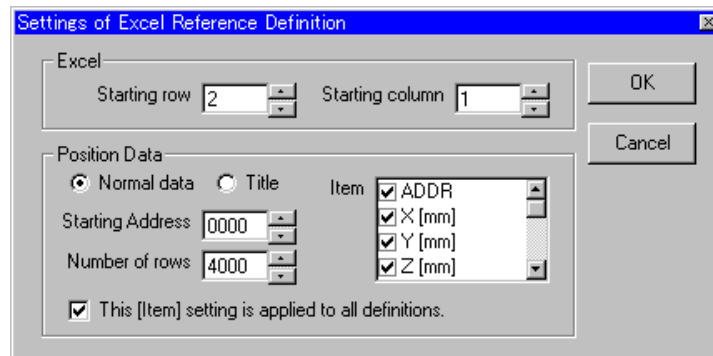 Settings of Excel Reference Definition
Excel
Starting row 2 Starting column 1
OK
Cancel
Position Data
Normal data Title
Item
ADDR
X [mm]
Y [mm]
Z [mm]
Starting Address 0000
Number of rows 4000
This [Item] setting is applied to all definitions.